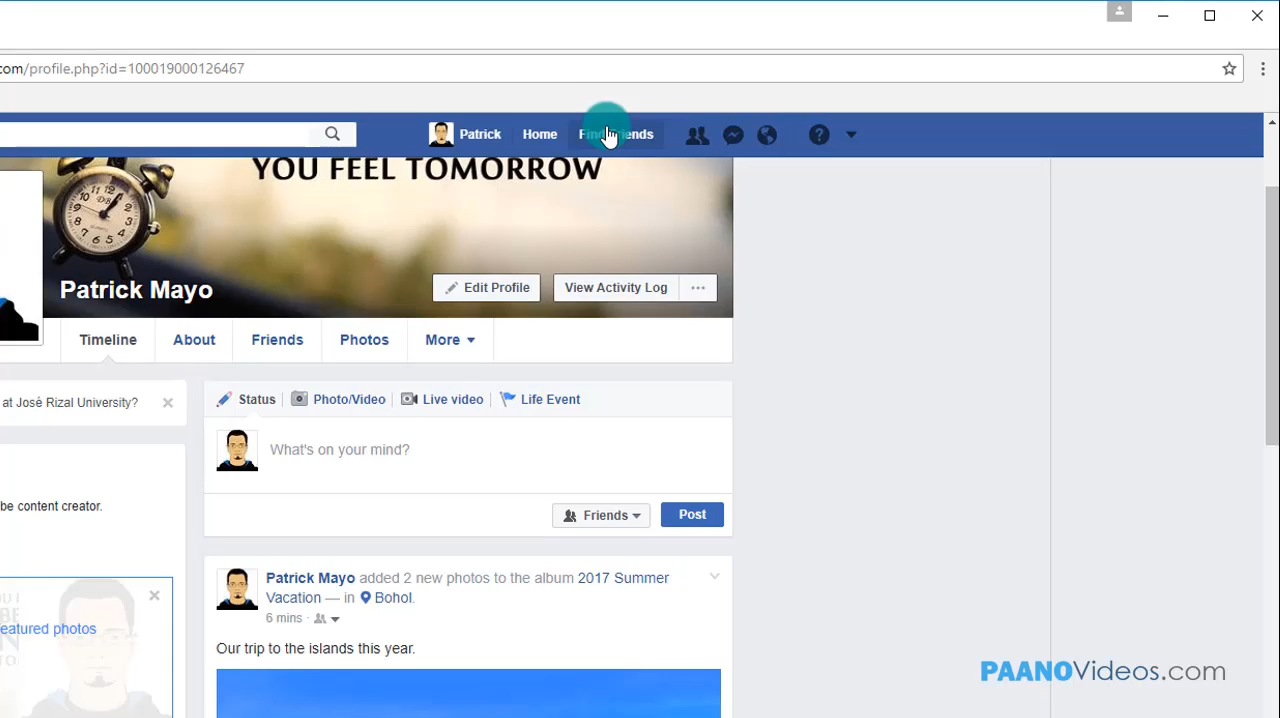 com/profile.php?id=100019000126467
Patrick Home Find Friends
YOU FEEL TOMORROW
Patrick Mayo
Edit Profile View Activity Log
Timeline About Friends Photos More
at José Rizal University?
Status Photo/Video Live video Life Event
What's on your mind?
be content creator.
Friends Post
Patrick Mayo added 2 new photos to the album 2017 Summer
Vacation — in Bohol.
6 mins ·
eatured photos
Our trip to the islands this year.
PAANOVideos.com